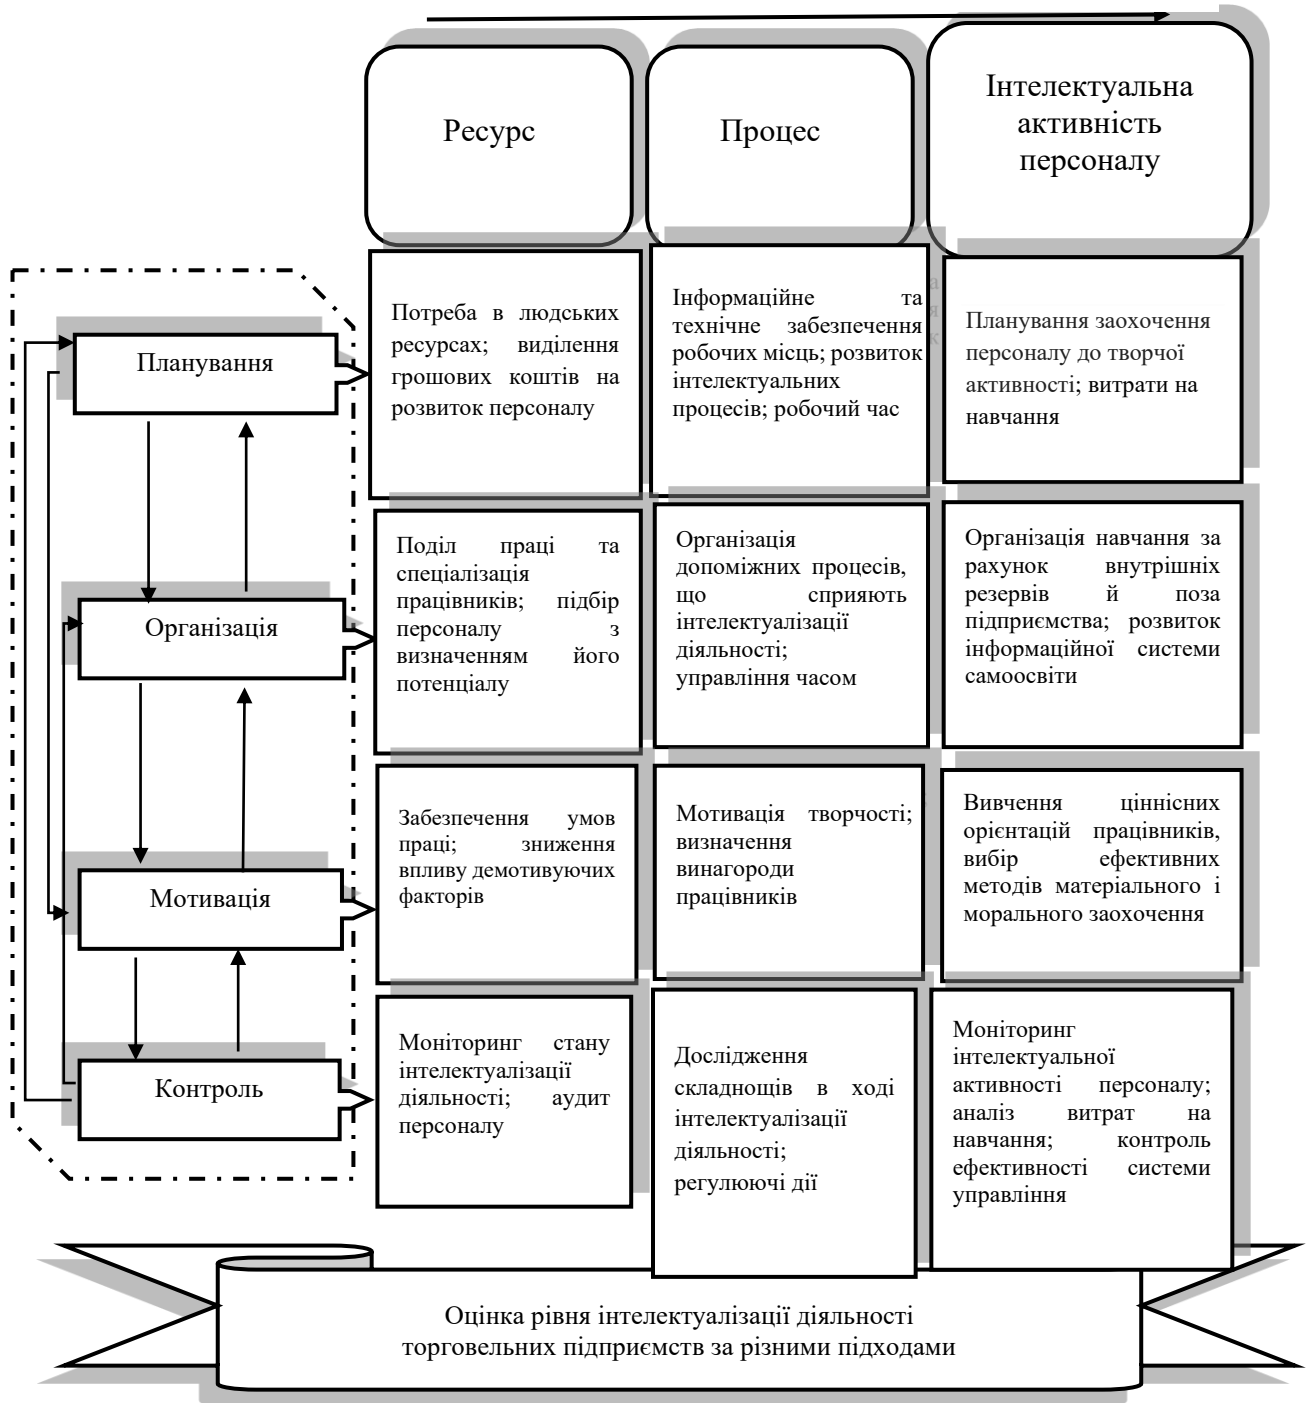 Ресурс
Процес
Інтелектуальна
активність
персоналу
Планування
Потреба в людських
ресурсах; виділення
грошових коштів на
розвиток персоналу
Інформаційне та
технічне забезпечення
робочих місць; розвиток
інтелектуальних
процесів; робочий час
Планування заохочення
персоналу до творчої
активності; витрати на
навчання
Організація
Поділ праці та
спеціалізація
працівників; підбір
персоналу з
визначенням його
потенціалу
Організація
допоміжних процесів,
що сприяють
інтелектуалізації
діяльності;
управління часом
Організація навчання за
рахунок внутрішніх
резервів й поза
підприємства; розвиток
інформаційної системи
самоосвіти
Мотивація
Забезпечення умов
праці; зниження
впливу демотивуючих
факторів
Мотивація творчості;
визначення
винагороди
працівників
Вивчення ціннісних
орієнтацій працівників,
вибір ефективних
методів матеріального і
морального заохочення
Контроль
Моніторинг стану
інтелектуалізації
діяльності; аудит
персоналу
Дослідження
складнощів в ході
інтелектуалізації
діяльності;
регулюючі дії
Моніторинг
інтелектуальної
активності персоналу;
аналіз витрат на
навчання; контроль
ефективності системи
управління
Оцінка рівня інтелектуалізації діяльності
торговельних підприємств за різними підходами